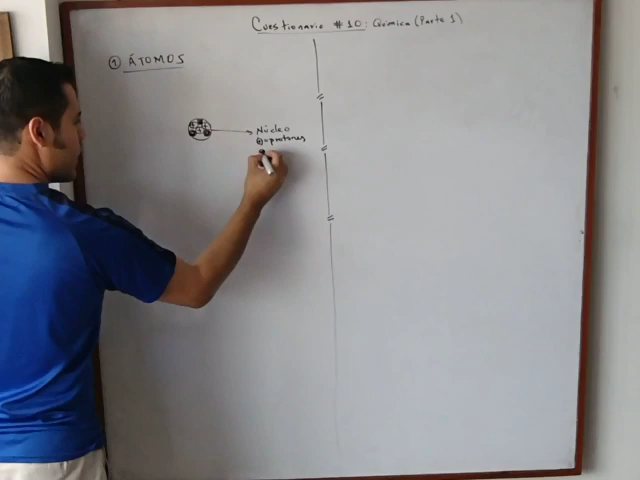 Cuestionario #10: Química (Parte 1)
① ÁTOMOS
Núcleo
⊕=protones